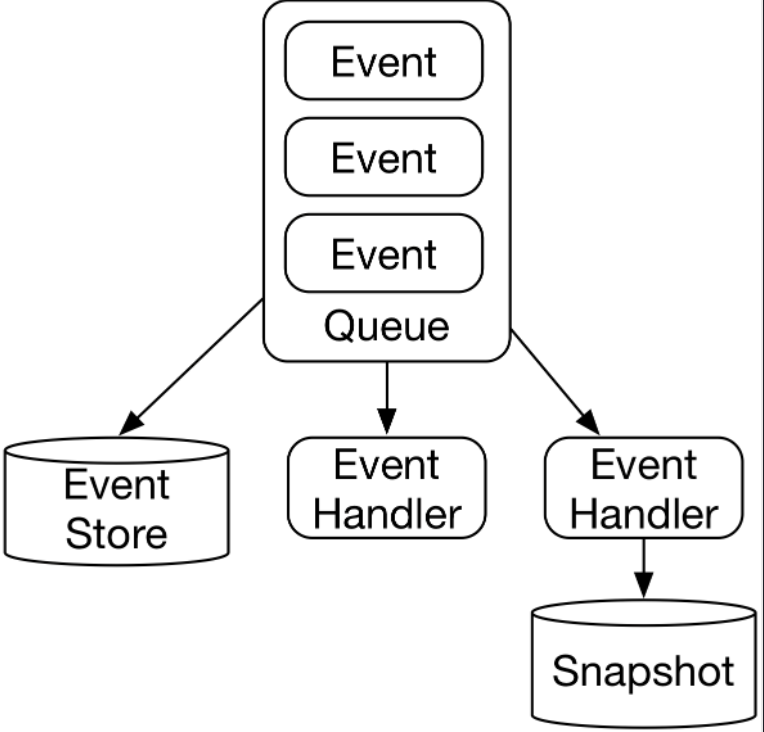 Event
Event
Event
Queue
Event
Store
Event
Handler
Event
Handler
Snapshot